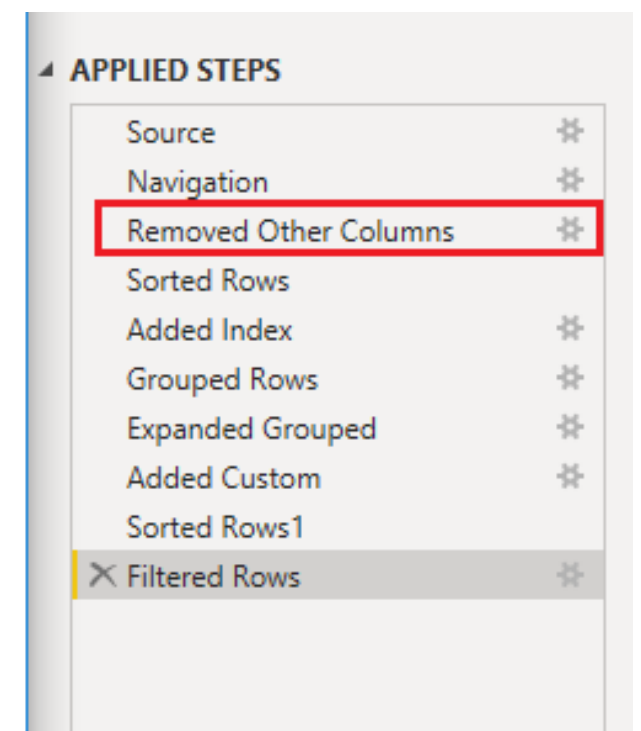 APPLIED STEPS
Source
Navigation
Removed Other Columns
Sorted Rows
Added Index
Grouped Rows
Expanded Grouped
Added Custom
Sorted Rows1
Filtered Rows